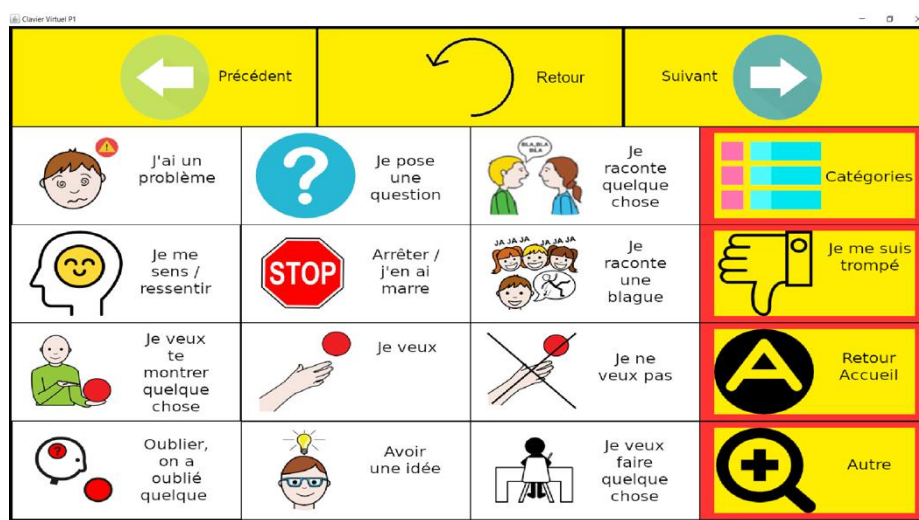 Clavier Virtuel P1
Précédent
Retour
Suivant
J'ai un
problème
?
Je pose
une
question
BLA,BLA
BLA
Je
raconte
quelque
chose
Catégories
Je me
sens /
ressentir
STOP
Arrêter /
j'en ai
marre
JA JA JA JA JA JA
Je
raconte
une
blague
Je me suis
trompé
Je veux
te
montrer
quelque
chose
Je veux
Je ne
veux pas
A
Retour
Accueil
?
Oublier,
on a
oublié
quelque
Avoir
une idée
Je veux
faire
quelque
chose
Autre